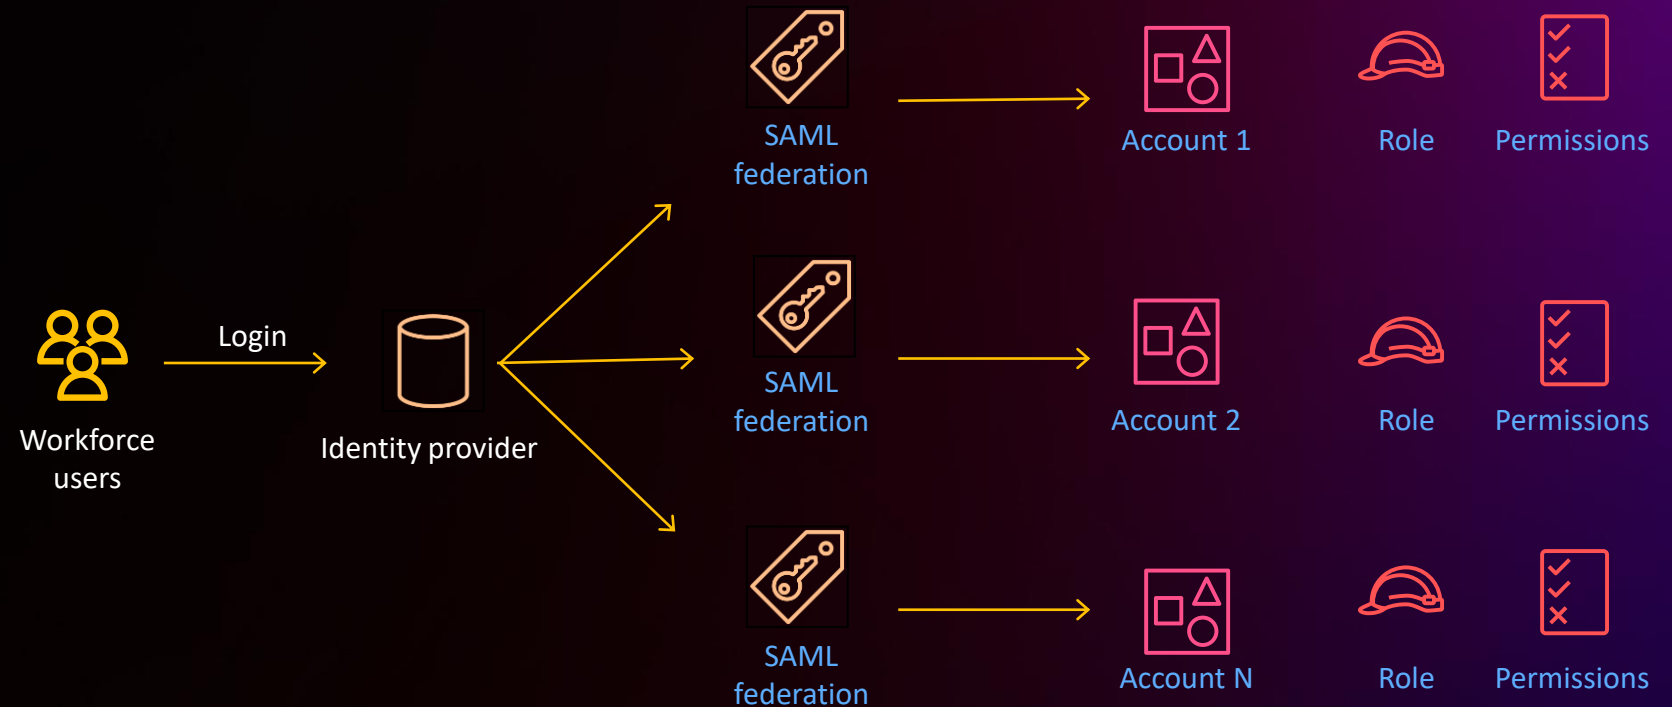 SAML
federation
Account 1
Role
Permissions
Login
Workforce
users
Identity provider
SAML
federation
Account 2
Role
Permissions
SAML
federation
Account N
Role
Permissions